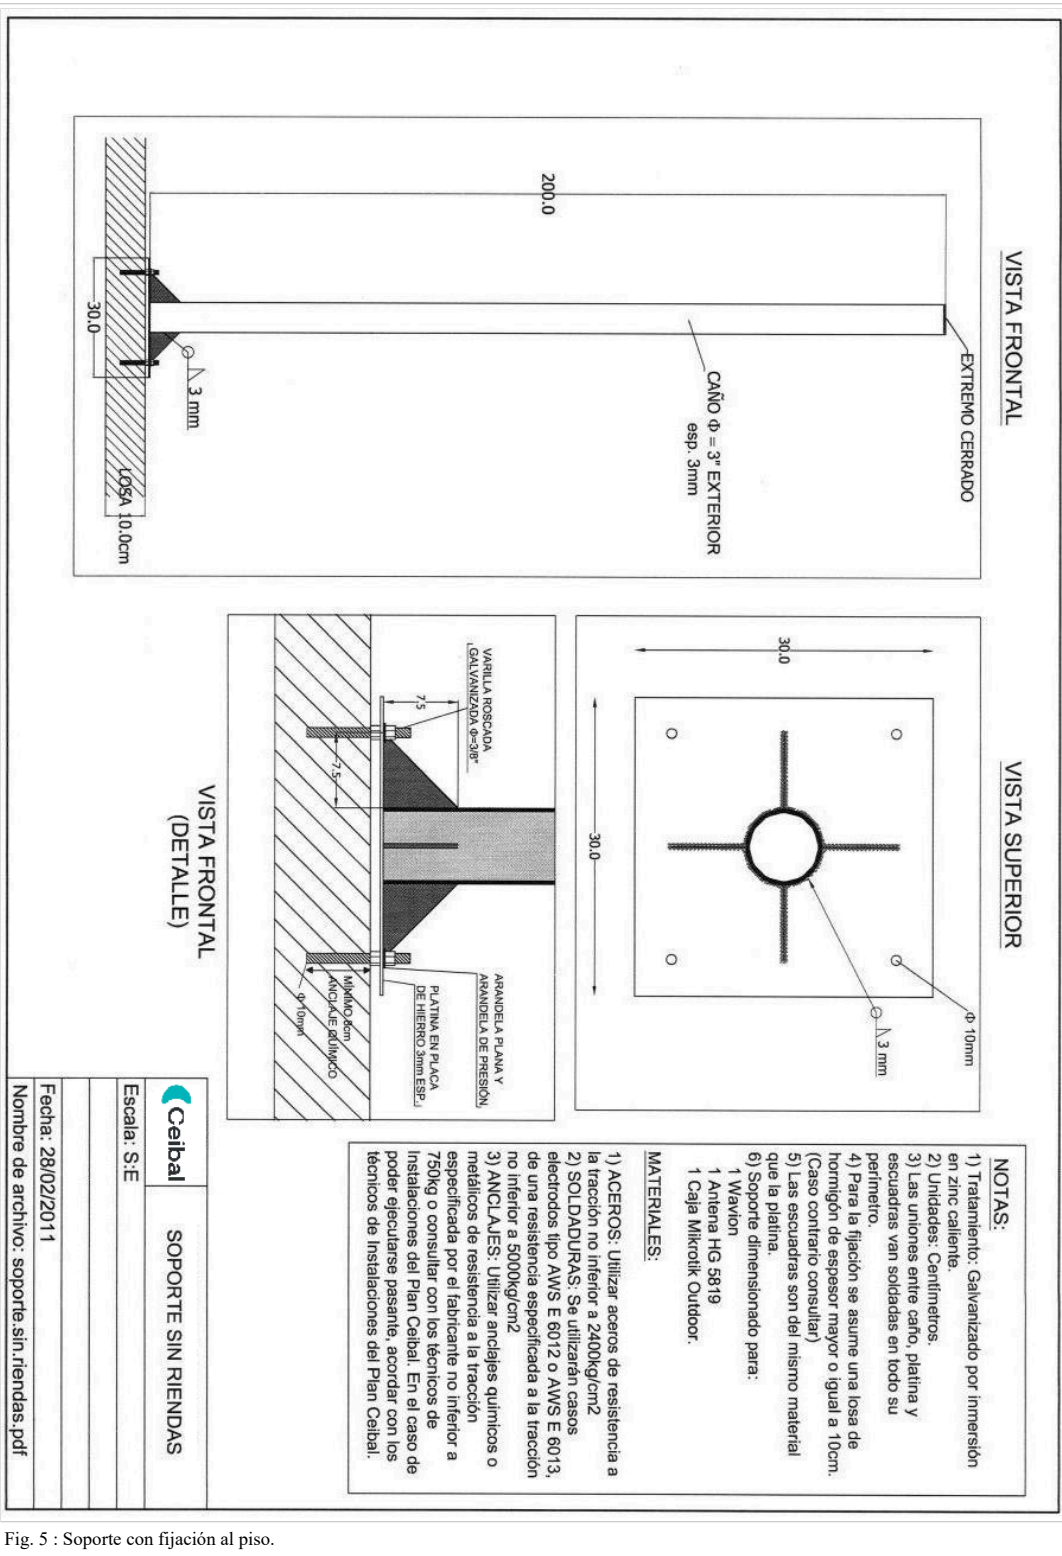 VISTA FRONTAL
EXTREMO CERRADO
200.0
CAÑO Φ = 3" EXTERIOR
esp. 3mm
3 mm
30.0
LOSA 10.0cm
VISTA SUPERIOR
30.0
30.0
Φ 10mm
3 mm
VARILLA ROSCADA
GALVANIZADA Φ=3/8"
7,5
7.5
ARANDELA PLANA Y
ARANDELA DE PRESIÓN
PLATINA EN PLACA
DE HIERRO 3mm ESP.
MÍNIMO 8cm
ANCLAJE QUÍMICO
Φ 10mm
VISTA FRONTAL
(DETALLE)
NOTAS:
1) Tratamiento: Galvanizado por inmersión
en zinc caliente.
2) Unidades: Centímetros.
3) Las uniones entre caño, platina y
escuadras van soldadas en todo su
perímetro.
4) Para la fijación se asume una losa de
hormigón de espesor mayor o igual a 10cm.
(Caso contrario consultar)
5) Las escuadras son del mismo material
que la platina.
6) Soporte dimensionado para:
1 Wavion
1 Antena HG 5819
1 Caja Mikrotik Outdoor.
MATERIALES:
1) ACEROS: Utilizar aceros de resistencia a
la tracción no inferior a 2400kg/cm2
2) SOLDADURAS: Se utilizarán casos
electrodos tipo AWS E 6012 o AWS E 6013,
de una resistencia especificada a la tracción
no inferior a 5000kg/cm2
3) ANCLAJES: Utilizar anclajes quimicos o
metálicos de resistencia a la tracción
especificada por el fabricante no inferior a
750kg o consultar con los técnicos de
Instalaciones del Plan Ceibal. En el caso de
poder ejecutarse pasante, acordar con los
técnicos de Instalaciones del Plan Ceibal.
Ceibal
SOPORTE SIN RIENDAS
Escala: S:E
Fecha: 28/02/2011
Nombre de archivo: soporte.sin.riendas.pdf
Fig. 5 : Soporte con fijación al piso.